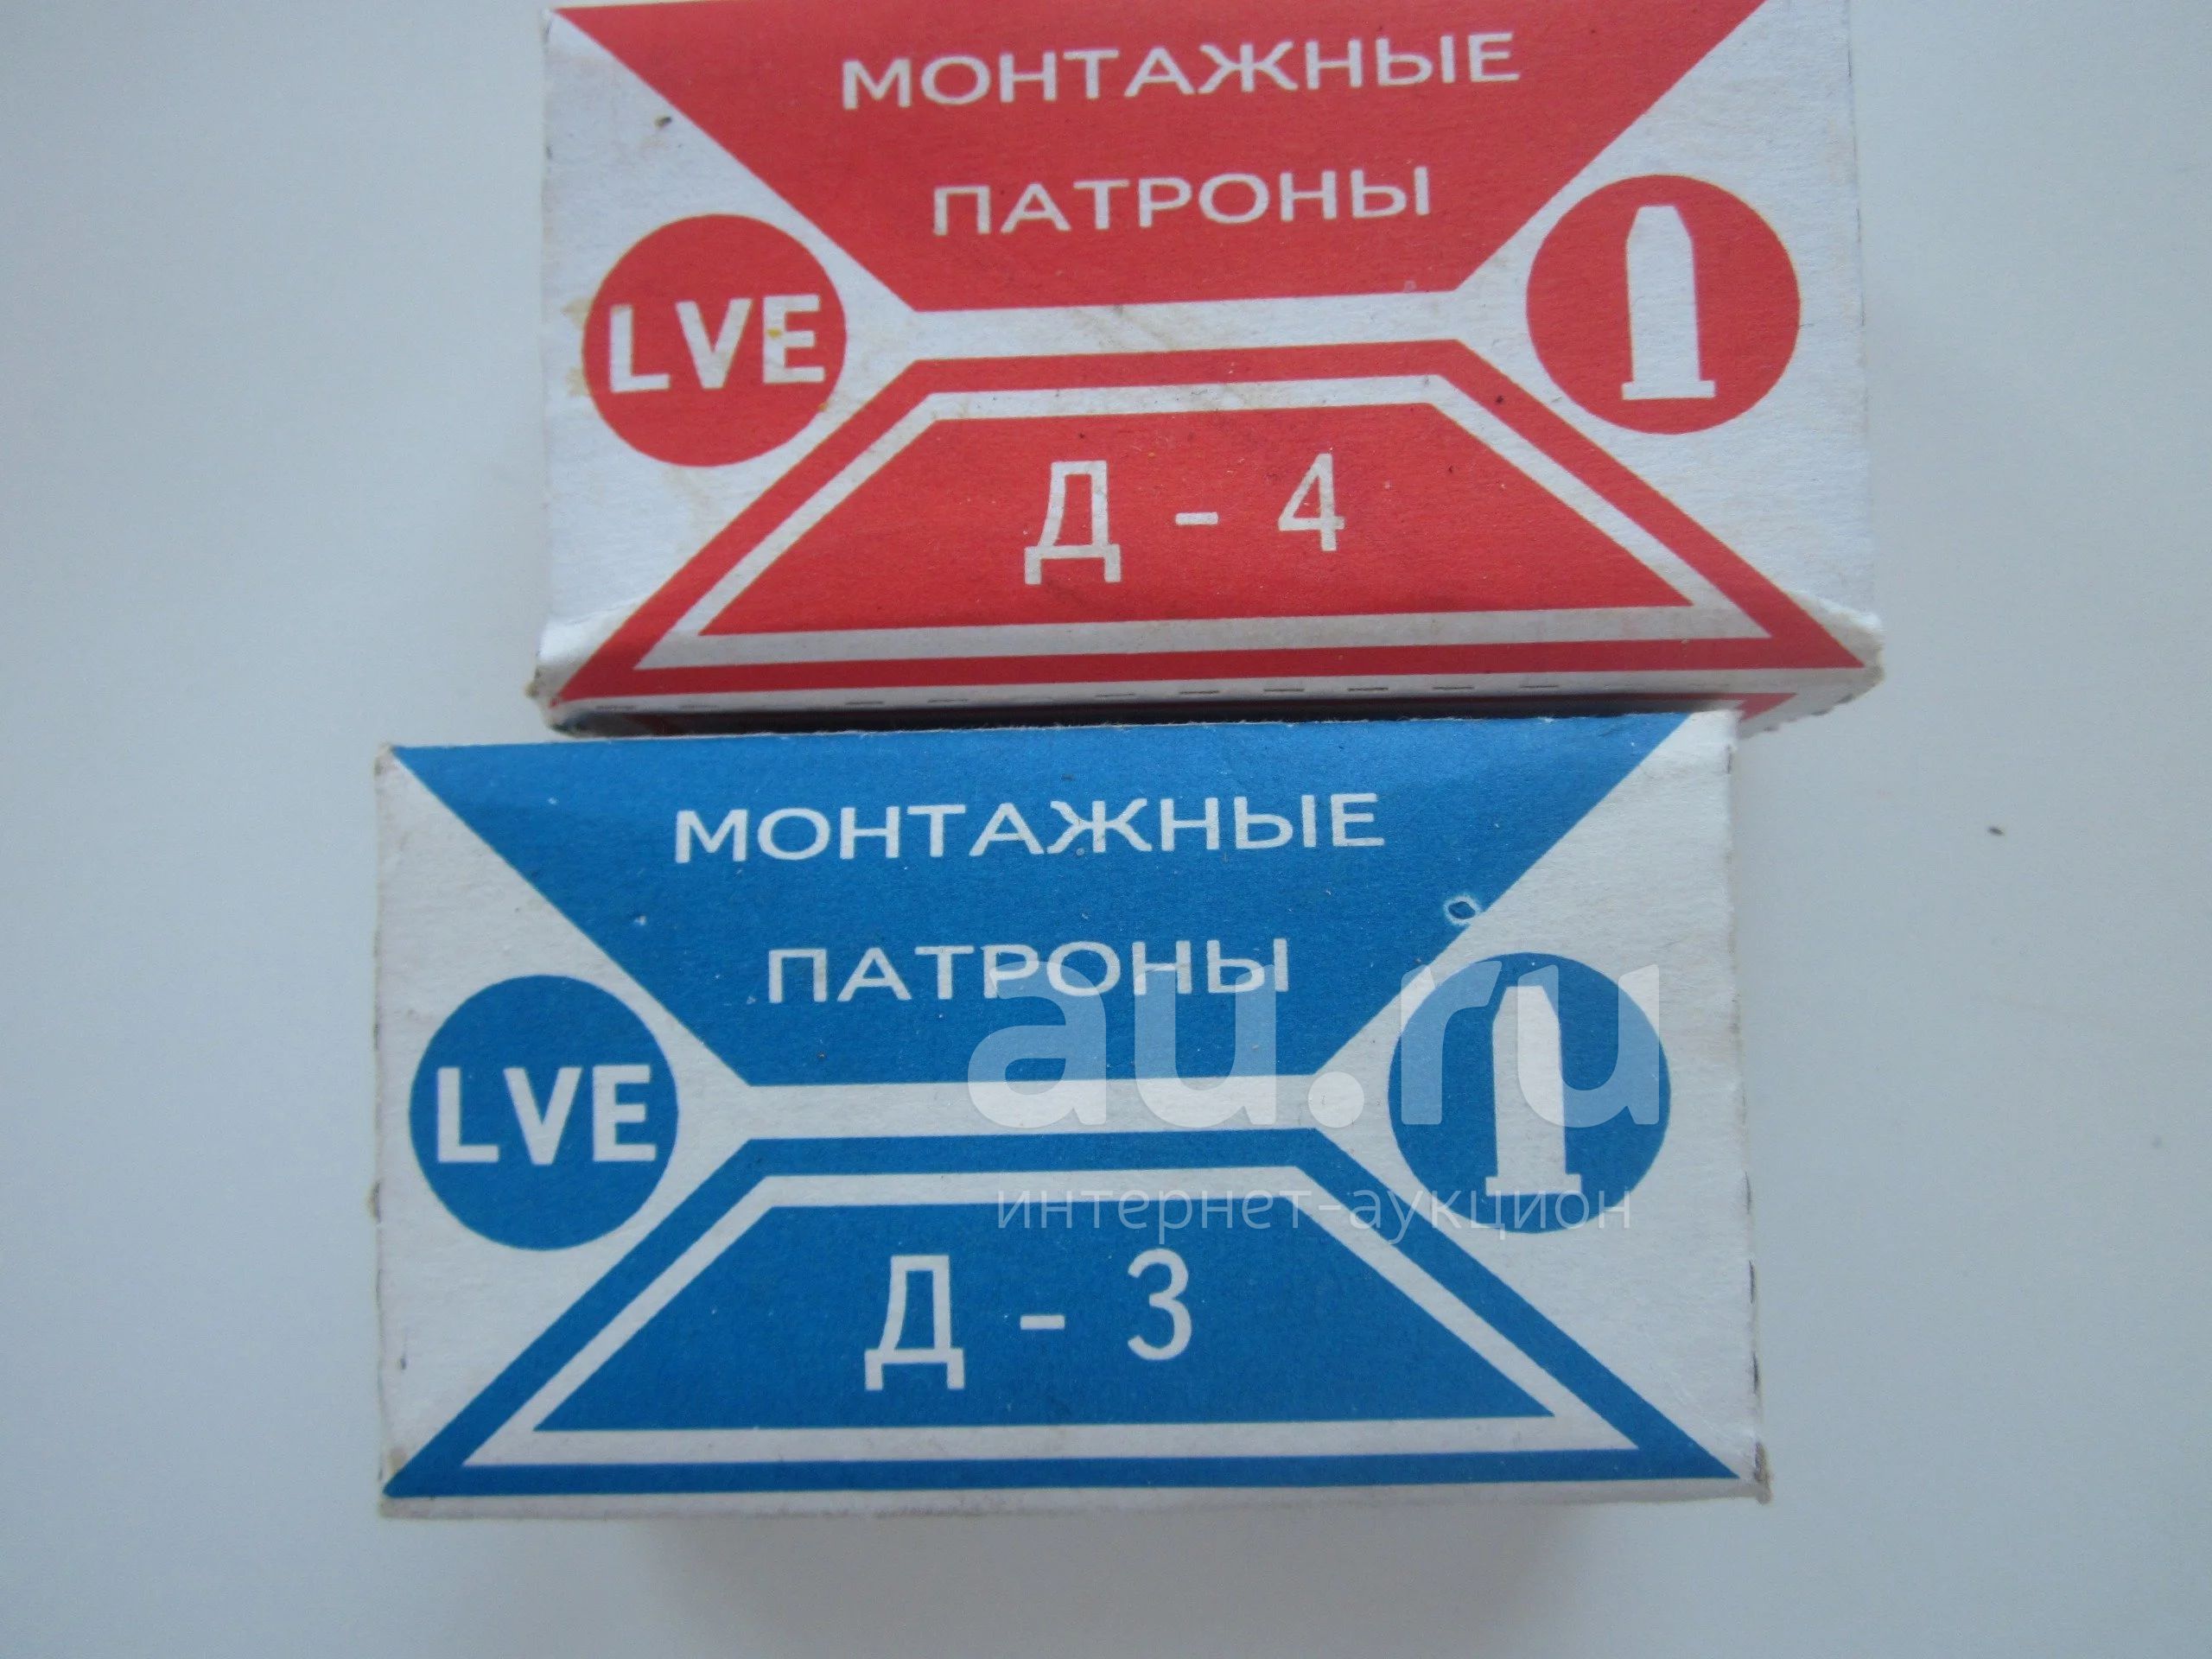 МОНТАЖНЫЕ
ПАТРОНЫ
LVE
Д - 4
МОНТАЖНЫЕ
ПАТРОНЫ
LVE
Д - 3
au.ru
интернет-аукцион